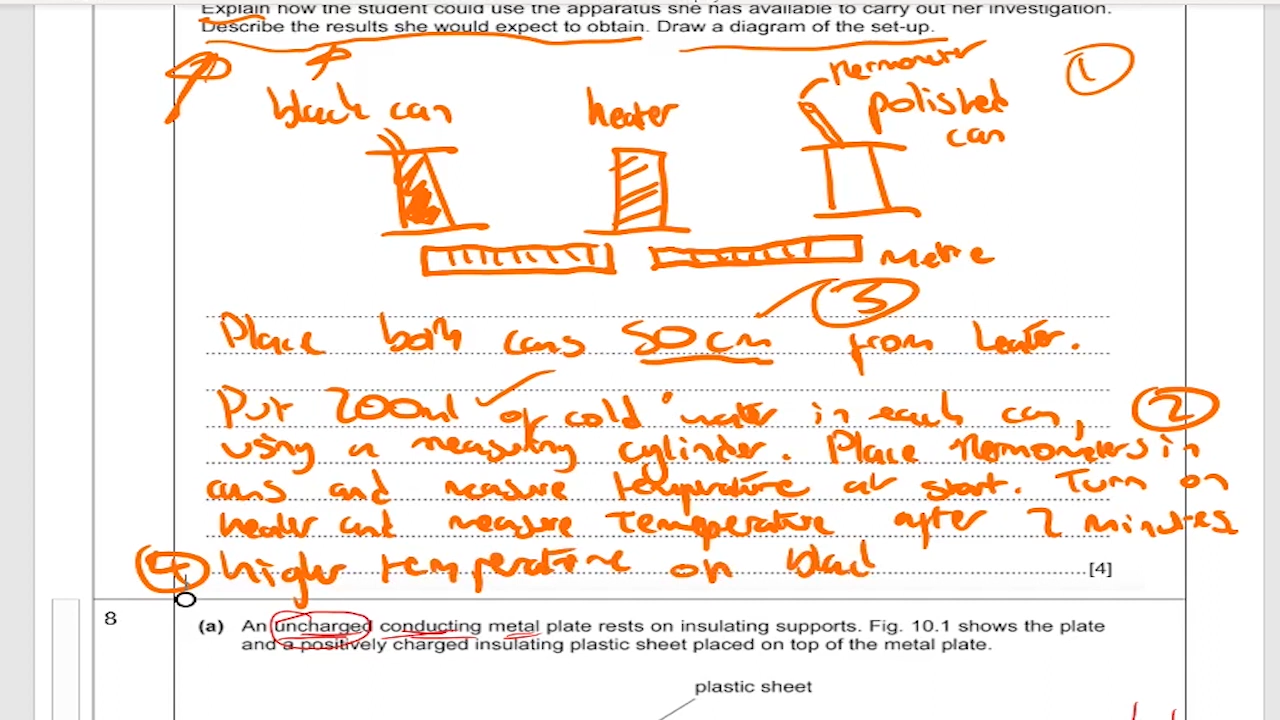 Explain how the student could use the apparatus she has available to carry out her investigation.
Describe the results she would expect to obtain. Draw a diagram of the set-up.
thermometer
1
black can
heater
polished
can
Metre
3
Place both cans 50cm from heater.
Put 200ml of cold water in each can,
2
using a measuring cylinder. Place thermometers in
cans and measure temperature at start. Turn on
heater and measure temeperature after 2 minutes
4 higher temperature on black
[4]
8
(a) An uncharged conducting metal plate rests on insulating supports. Fig. 10.1 shows the plate
and a positively charged insulating plastic sheet placed on top of the metal plate.
plastic sheet